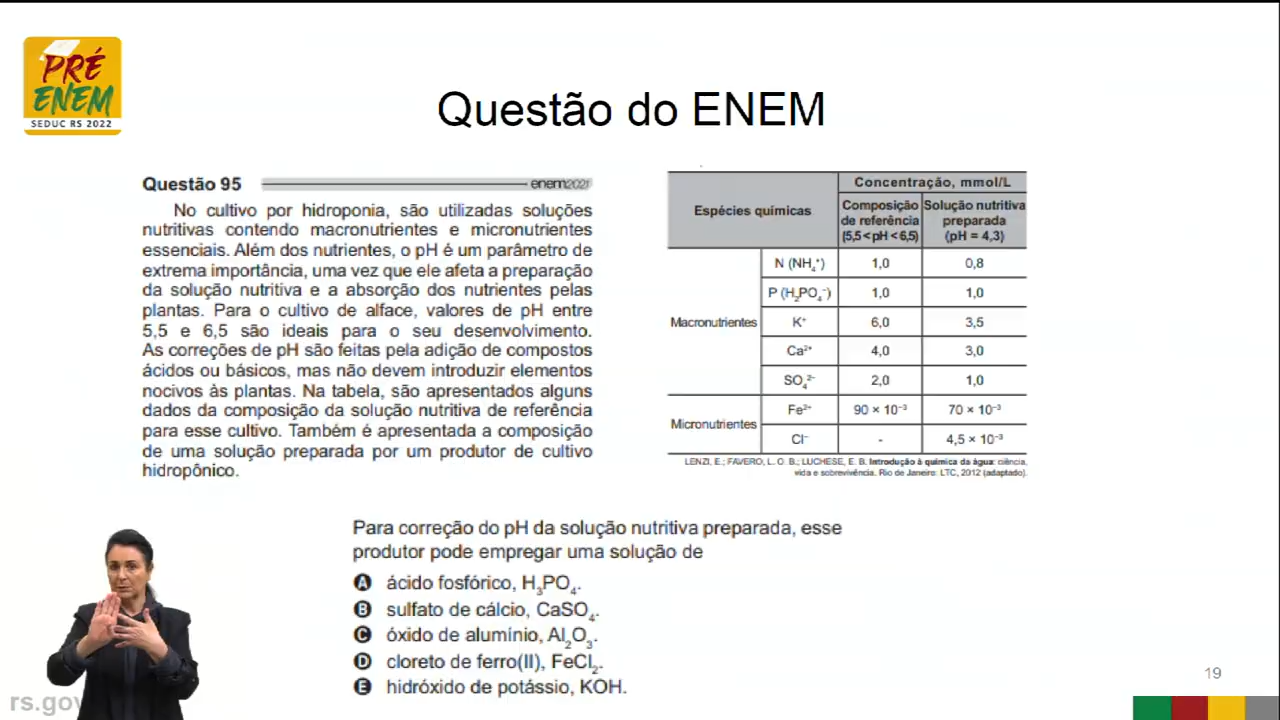 PRÉ
ENEM
SEDUC RS 2022
Questão do ENEM
Questão 95 enem2021
No cultivo por hidroponia, são utilizadas soluções
nutritivas contendo macronutrientes e micronutrientes
essenciais. Além dos nutrientes, o pH é um parâmetro de
extrema importância, uma vez que ele afeta a preparação
da solução nutritiva e a absorção dos nutrientes pelas
plantas. Para o cultivo de alface, valores de pH entre
5,5 e 6,5 são ideais para o seu desenvolvimento.
As correções de pH são feitas pela adição de compostos
ácidos ou básicos, mas não devem introduzir elementos
nocivos às plantas. Na tabela, são apresentados alguns
dados da composição da solução nutritiva de referência
para esse cultivo. Também é apresentada a composição
de uma solução preparada por um produtor de cultivo
hidropônico.
Espécies químicas
Concentração, mmol/L
Composição de referência (5,5 < pH < 6,5)
Solução nutritiva preparada (pH = 4,3)
Macronutrientes
N (NH₄⁺) 1,0 0,8
P (H₂PO₄⁻) 1,0 1,0
K⁺ 6,0 3,5
Ca²⁺ 4,0 3,0
SO₄²⁻ 2,0 1,0
Micronutrientes
Fe²⁺ 90 × 10⁻³ 70 × 10⁻³
Cl⁻ - 4,5 × 10⁻³
LENZI, E.; FAVERO, L. O. B.; LUCHESE, E. B. Introdução à química da água: ciência,
vida e sobrevivência. Rio de Janeiro: LTC, 2012 (adaptado).
Para correção do pH da solução nutritiva preparada, esse
produtor pode empregar uma solução de
A ácido fosfórico, H₃PO₄.
B sulfato de cálcio, CaSO₄.
C óxido de alumínio, Al₂O₃.
D cloreto de ferro(II), FeCl₂.
E hidróxido de potássio, KOH.
19
rs.gov